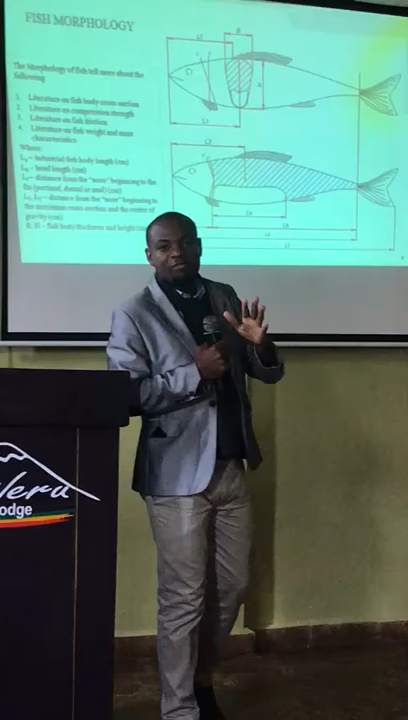 FISH MORPHOLOGY
The Morphology of fish tell more about the
following
1. Literature on fish body cross-section
2. Literature on compression strength
3. Literature on fish friction
4. Literature on fish weight and mass
characteristics
Where:
– industrial fish body length (cm)
– head length (cm)
– distance from the "nose" beginning to the
fin (pectoral, dorsal or anal) (cm)
– distance from the "nose" beginning to
the maximum cross-section and the center of
gravity (cm)
B, H – fish body thickness and height
B
H
Vera
odge